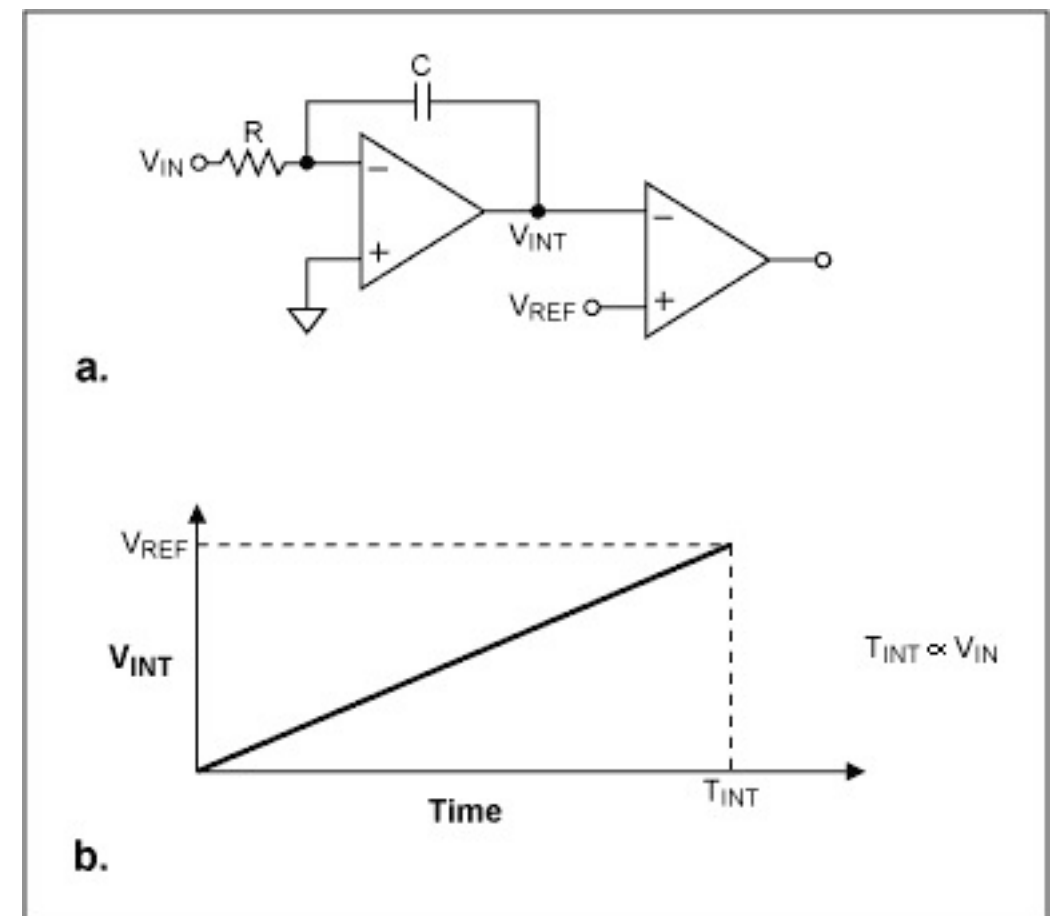 C
R
VIN
−
+
VINT
−
VREF
+
a.
VREF
VINT
TINT ∝ VIN
TINT
Time
b.